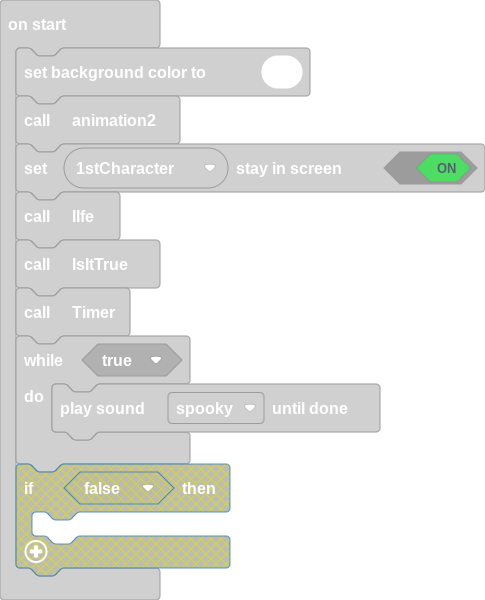 on start
set background color to
call animation2
set 1stCharacter stay in screen ON
call lIfe
call IsItTrue
call Timer
while true
do play sound spooky until done
if false then